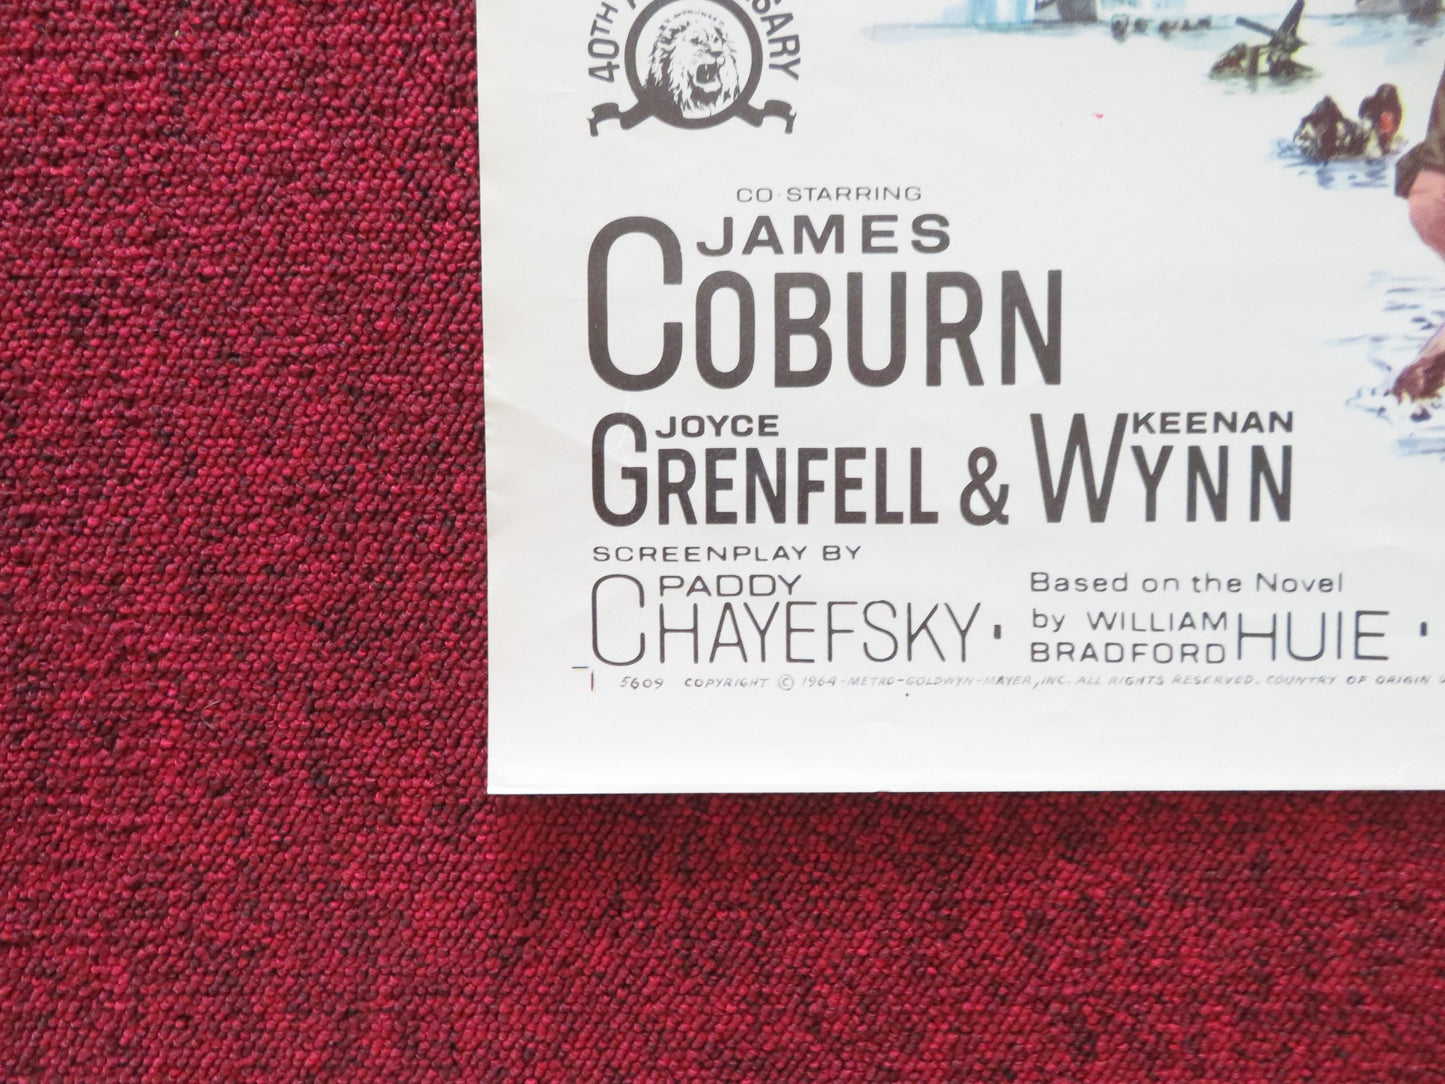 40TH
CO-STARRING
JAMES
COBURN
JOYCE KEENAN
GRENFELL & WYNN
SCREENPLAY BY
PADDY
CHAYEFSKY ·
Based on the Novel
by WILLIAM
BRADFORD HUIE ·
5609 COPYRIGHT © 1964-METRO-GOLDWYN-MAYER, INC. ALL RIGHTS RESERVED. COUNTRY OF ORIGIN